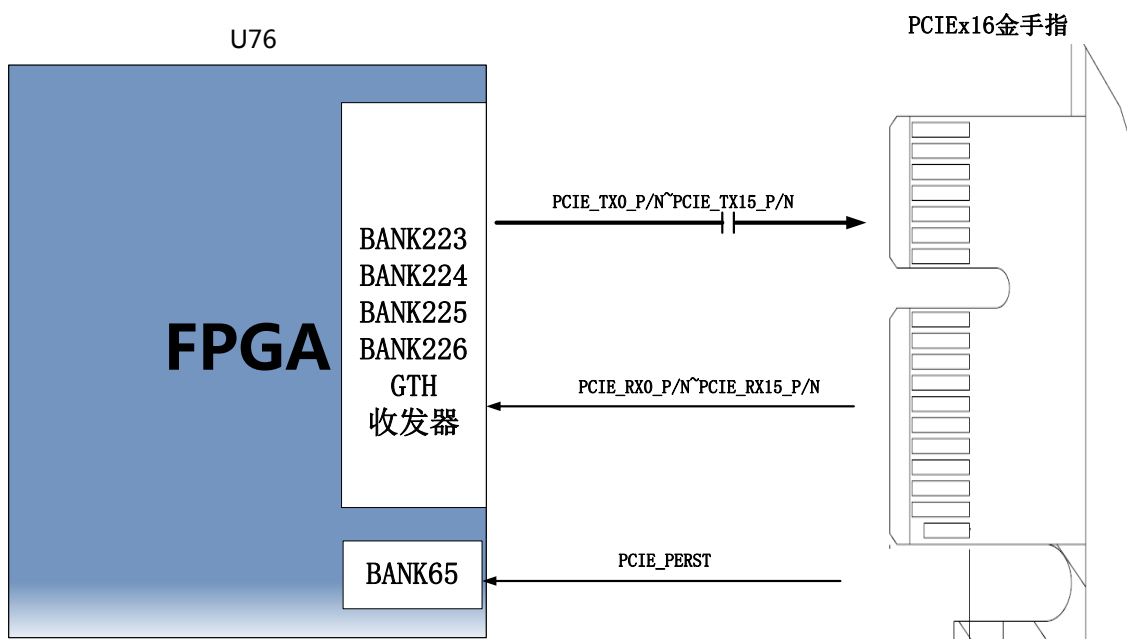 U76
PCIEx16金手指
PCIE_TX0_P/N~PCIE_TX15_P/N
BANK223
BANK224
BANK225
BANK226
GTH
收发器
FPGA
PCIE_RX0_P/N~PCIE_RX15_P/N
PCIE_PERST
BANK65